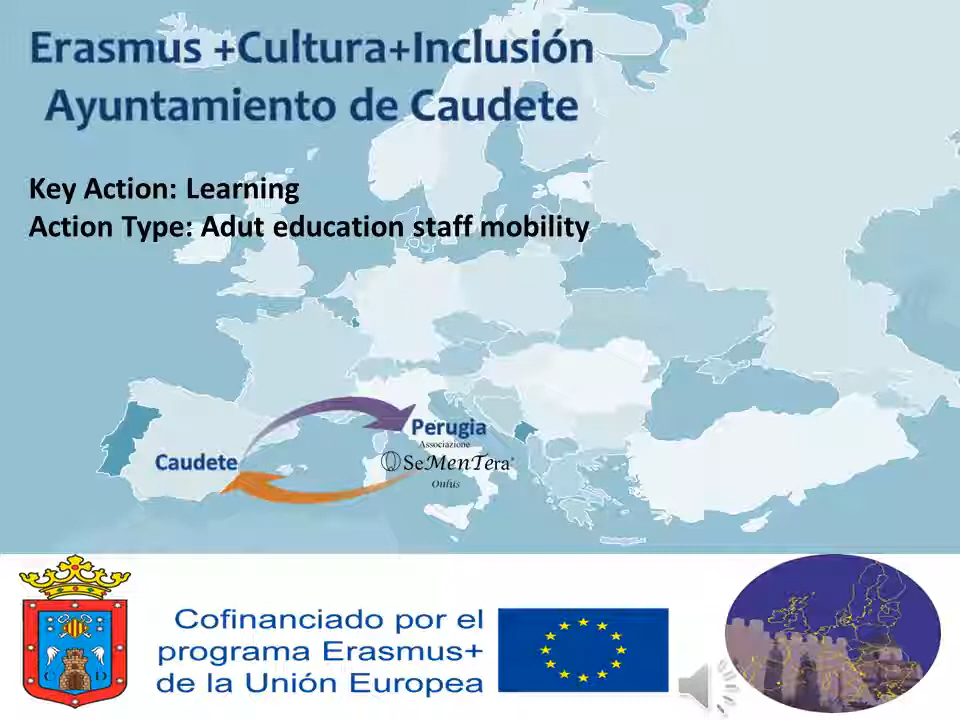 Erasmus +Cultura+Inclusión
Ayuntamiento de Caudete
Key Action: Learning
Action Type: Adut education staff mobility
Perugia
Associazione
Caudete
SeMenTera®
Onlus
C D
Cofinanciado por el
programa Erasmus+
de la Unión Europea